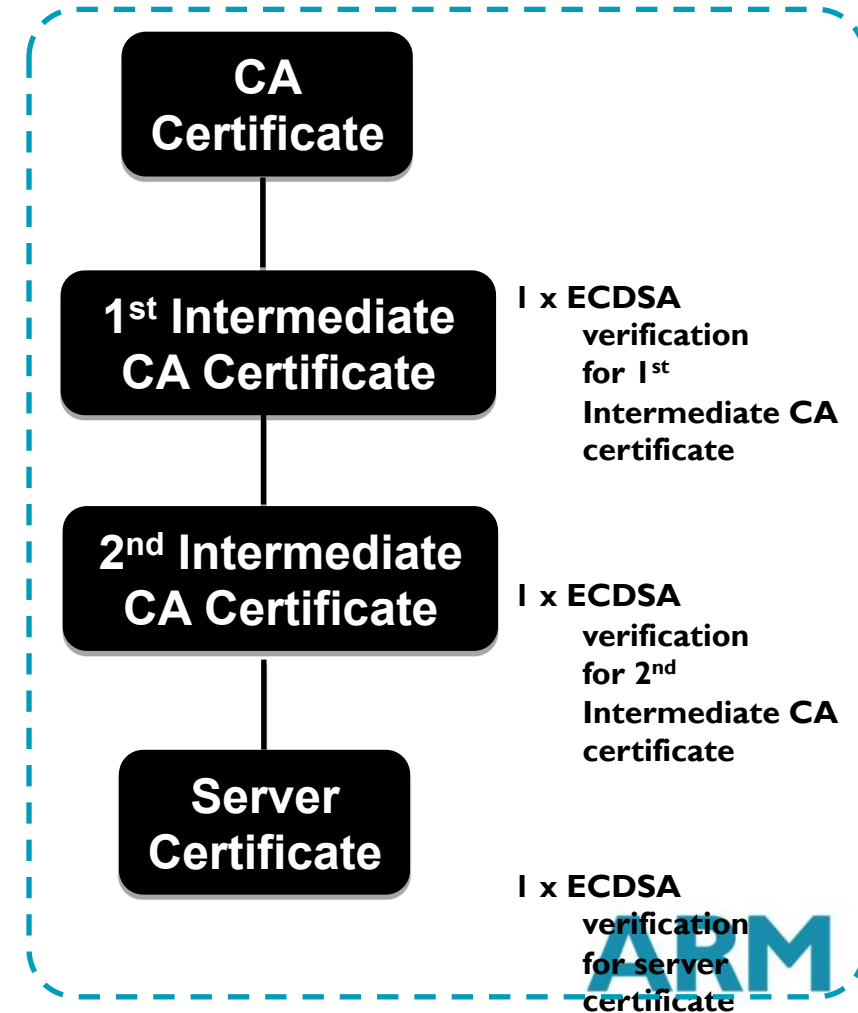 CA
Certificate
1st Intermediate
CA Certificate
1 x ECDSA
verification
for 1st
Intermediate CA
certificate
2nd Intermediate
CA Certificate
1 x ECDSA
verification
for 2nd
Intermediate CA
certificate
Server
Certificate
1 x ECDSA
verification
for server
certificate
ARM